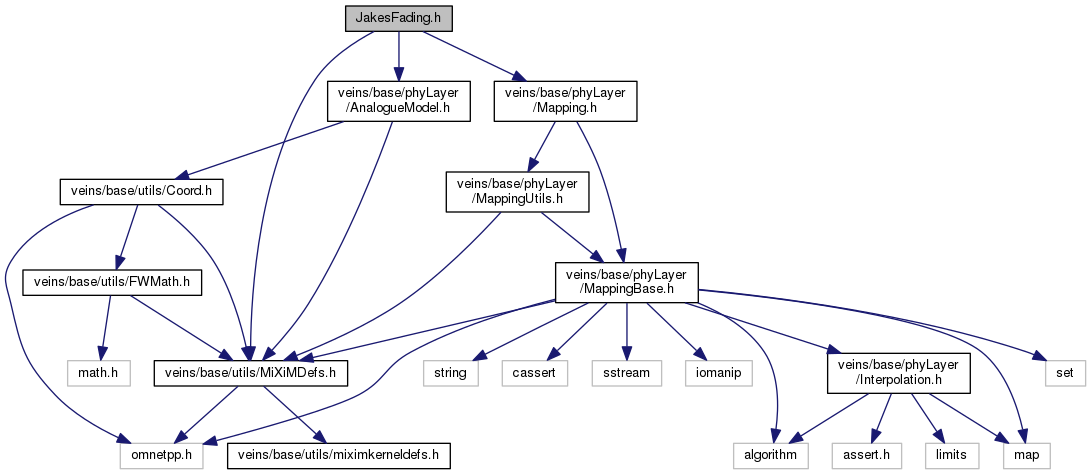 JakesFading.h
veins/base/phyLayer
/AnalogueModel.h
veins/base/phyLayer
/Mapping.h
veins/base/utils/Coord.h
veins/base/phyLayer
/MappingUtils.h
veins/base/utils/FWMath.h
veins/base/phyLayer
/MappingBase.h
math.h
veins/base/utils/MiXiMDefs.h
string
cassert
sstream
iomanip
veins/base/phyLayer
/Interpolation.h
set
omnetpp.h
veins/base/utils/miximkerneldefs.h
algorithm
assert.h
limits
map